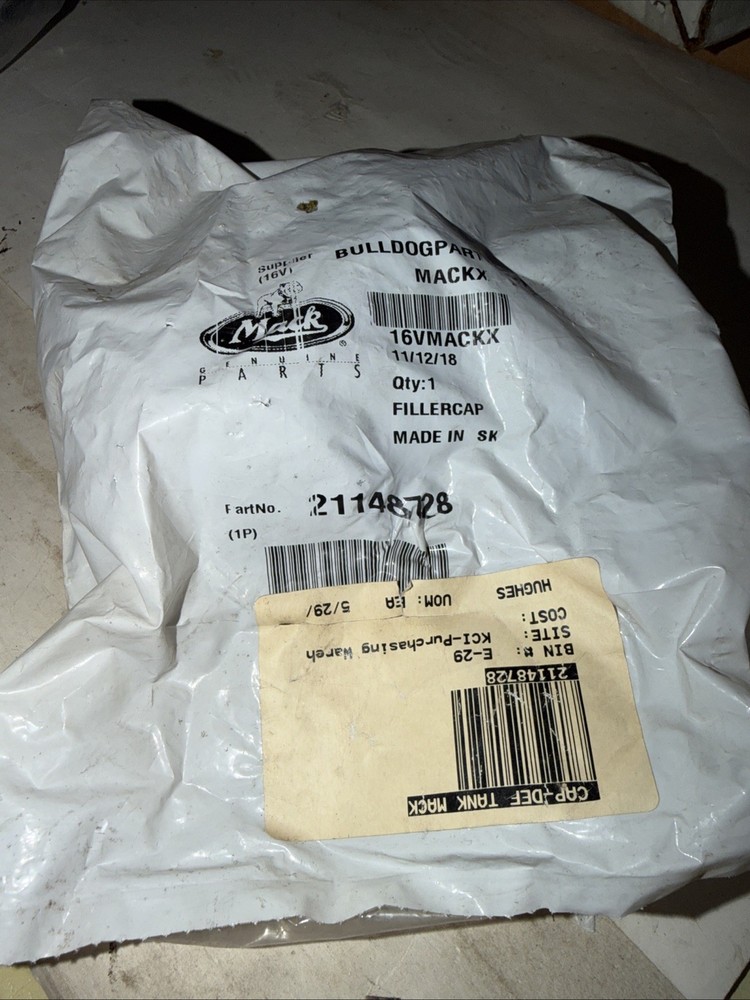 Supplier
(16V)
BULLDOGPAR
MACKX
Mack
®
GENUINE
PARTS
16VMACKX
11/12/18
Qty:1
FILLERCAP
MADE IN SK
PartNo.
21148728
(1P)
CAP-DEF TANK MACK
21148728
BIN #: E-29
SITE: KCI-Purchasing Wareh
COST:
HUGHES UOM: EA 5/29/